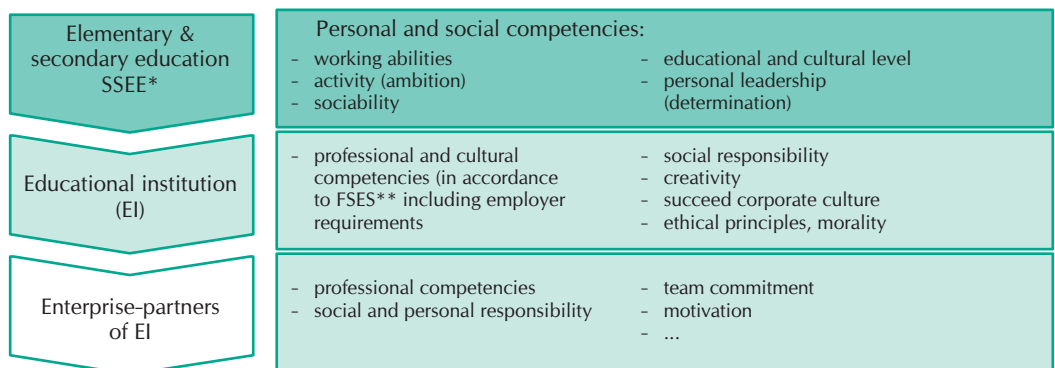 Elementary &
secondary education
SSEE*
Personal and social competencies:
- working abilities
- activity (ambition)
- sociability
- educational and cultural level
- personal leadership
(determination)
Educational institution
(EI)
- professional and cultural
competencies (in accordance
to FSES** including employer
requirements
- social responsibility
- creativity
- succeed corporate culture
- ethical principles, morality
Enterprise-partners
of EI
- professional competencies
- social and personal responsibility
- team commitment
- motivation
- ...